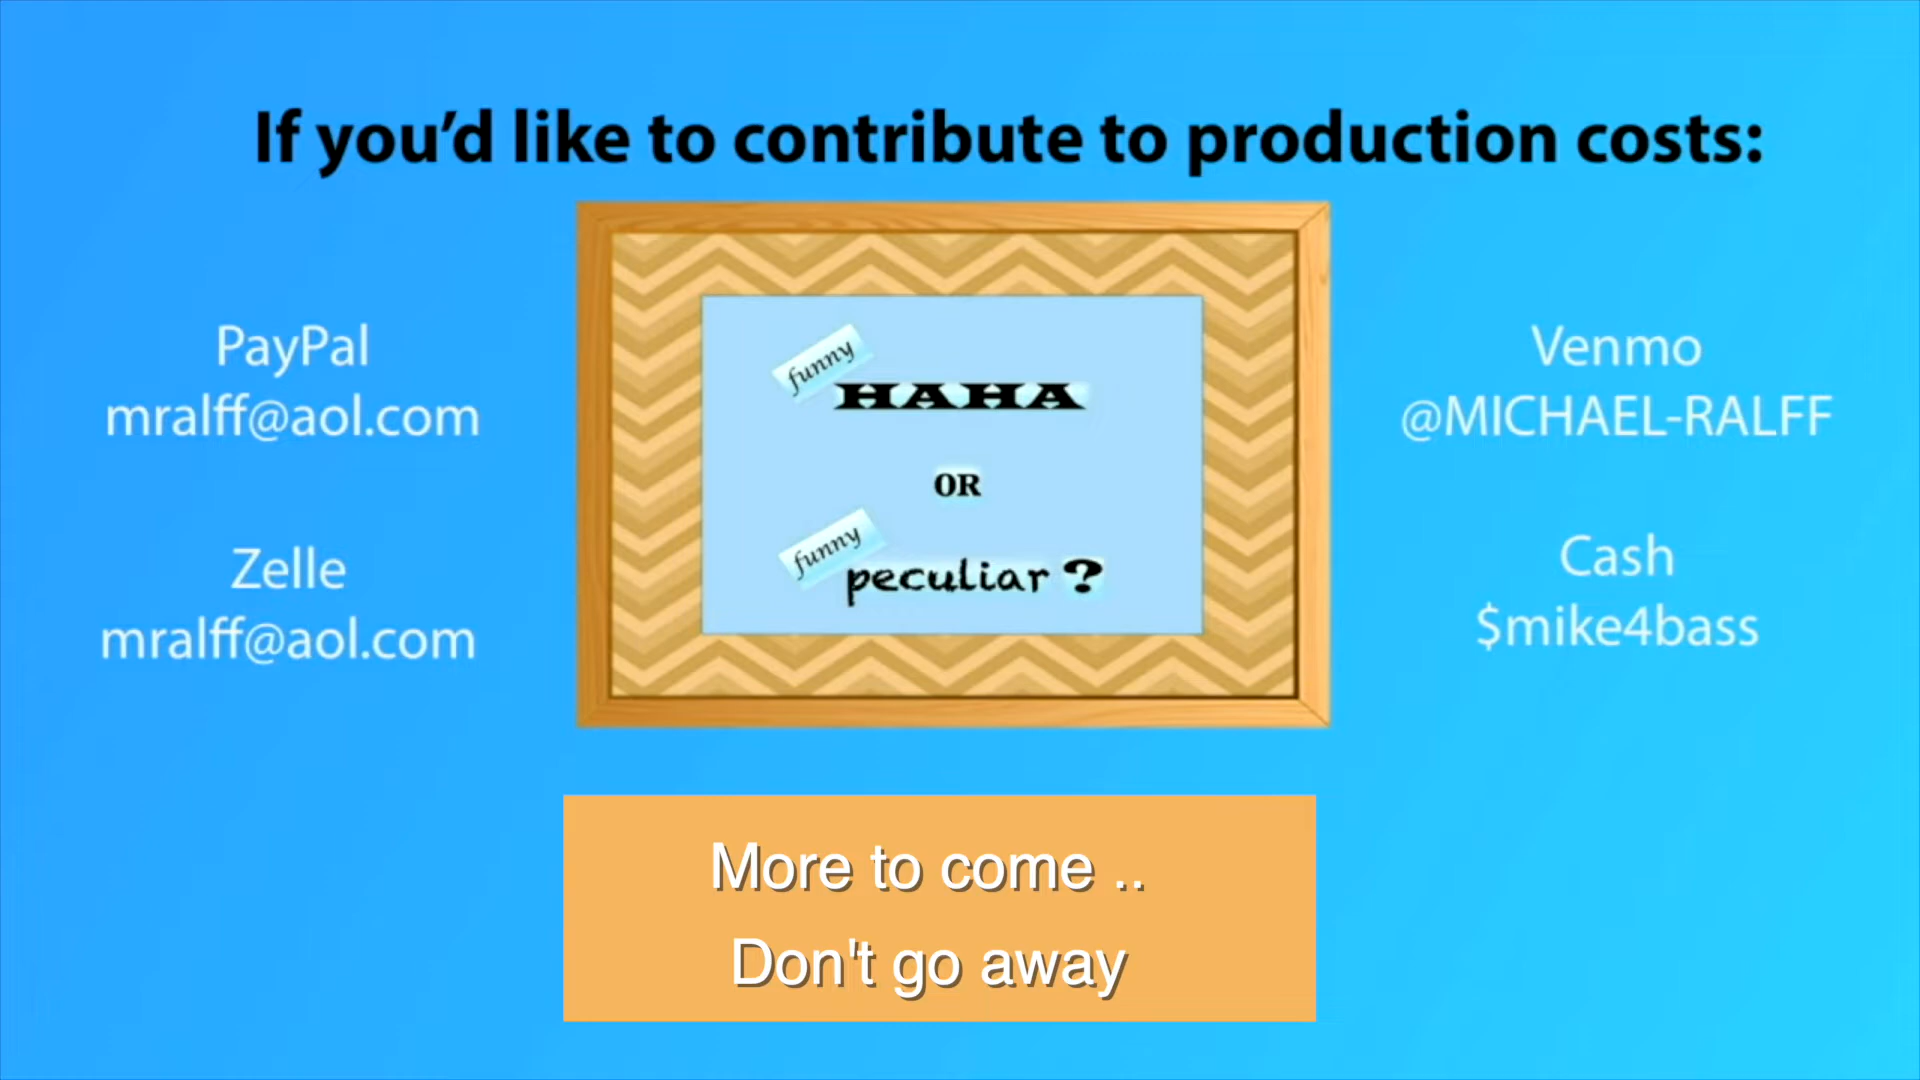 If you’d like to contribute to production costs:
PayPal
mralff@aol.com
Zelle
mralff@aol.com
funny
HAHA
OR
funny
peculiar ?
Venmo
@MICHAEL-RALFF
Cash
$mike4bass
More to come ..
Don't go away